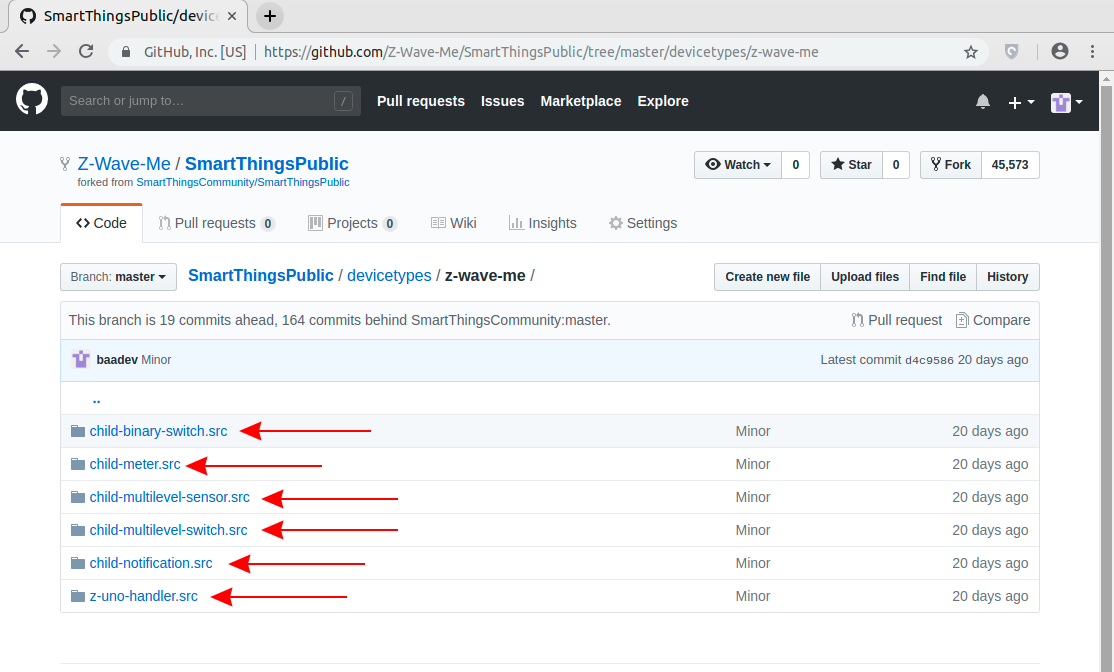 SmartThingsPublic/device
GitHub, Inc. [US] https://github.com/Z-Wave-Me/SmartThingsPublic/tree/master/devicetypes/z-wave-me
Search or jump to… / Pull requests Issues Marketplace Explore
Z-Wave-Me / SmartThingsPublic Watch 0 Star 0 Fork 45,573
forked from SmartThingsCommunity/SmartThingsPublic
Code Pull requests 0 Projects 0 Wiki Insights Settings
Branch: master SmartThingsPublic / devicetypes / z-wave-me / Create new file Upload files Find file History
This branch is 19 commits ahead, 164 commits behind SmartThingsCommunity:master. Pull request Compare
baadev Minor Latest commit d4c9586 20 days ago
..
child-binary-switch.src Minor 20 days ago
child-meter.src Minor 20 days ago
child-multilevel-sensor.src Minor 20 days ago
child-multilevel-switch.src Minor 20 days ago
child-notification.src Minor 20 days ago
z-uno-handler.src Minor 20 days ago